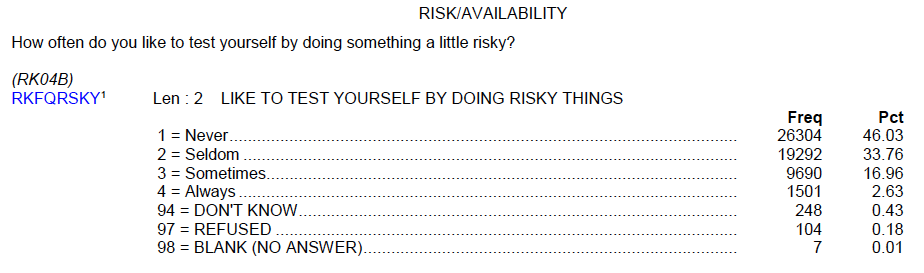 RISK/AVAILABILITY
How often do you like to test yourself by doing something a little risky?
(RK04B)
RKFQRSKY¹ Len : 2 LIKE TO TEST YOURSELF BY DOING RISKY THINGS
Freq Pct
1 = Never 26304 46.03
2 = Seldom 19292 33.76
3 = Sometimes 9690 16.96
4 = Always 1501 2.63
94 = DON'T KNOW 248 0.43
97 = REFUSED 104 0.18
98 = BLANK (NO ANSWER) 7 0.01